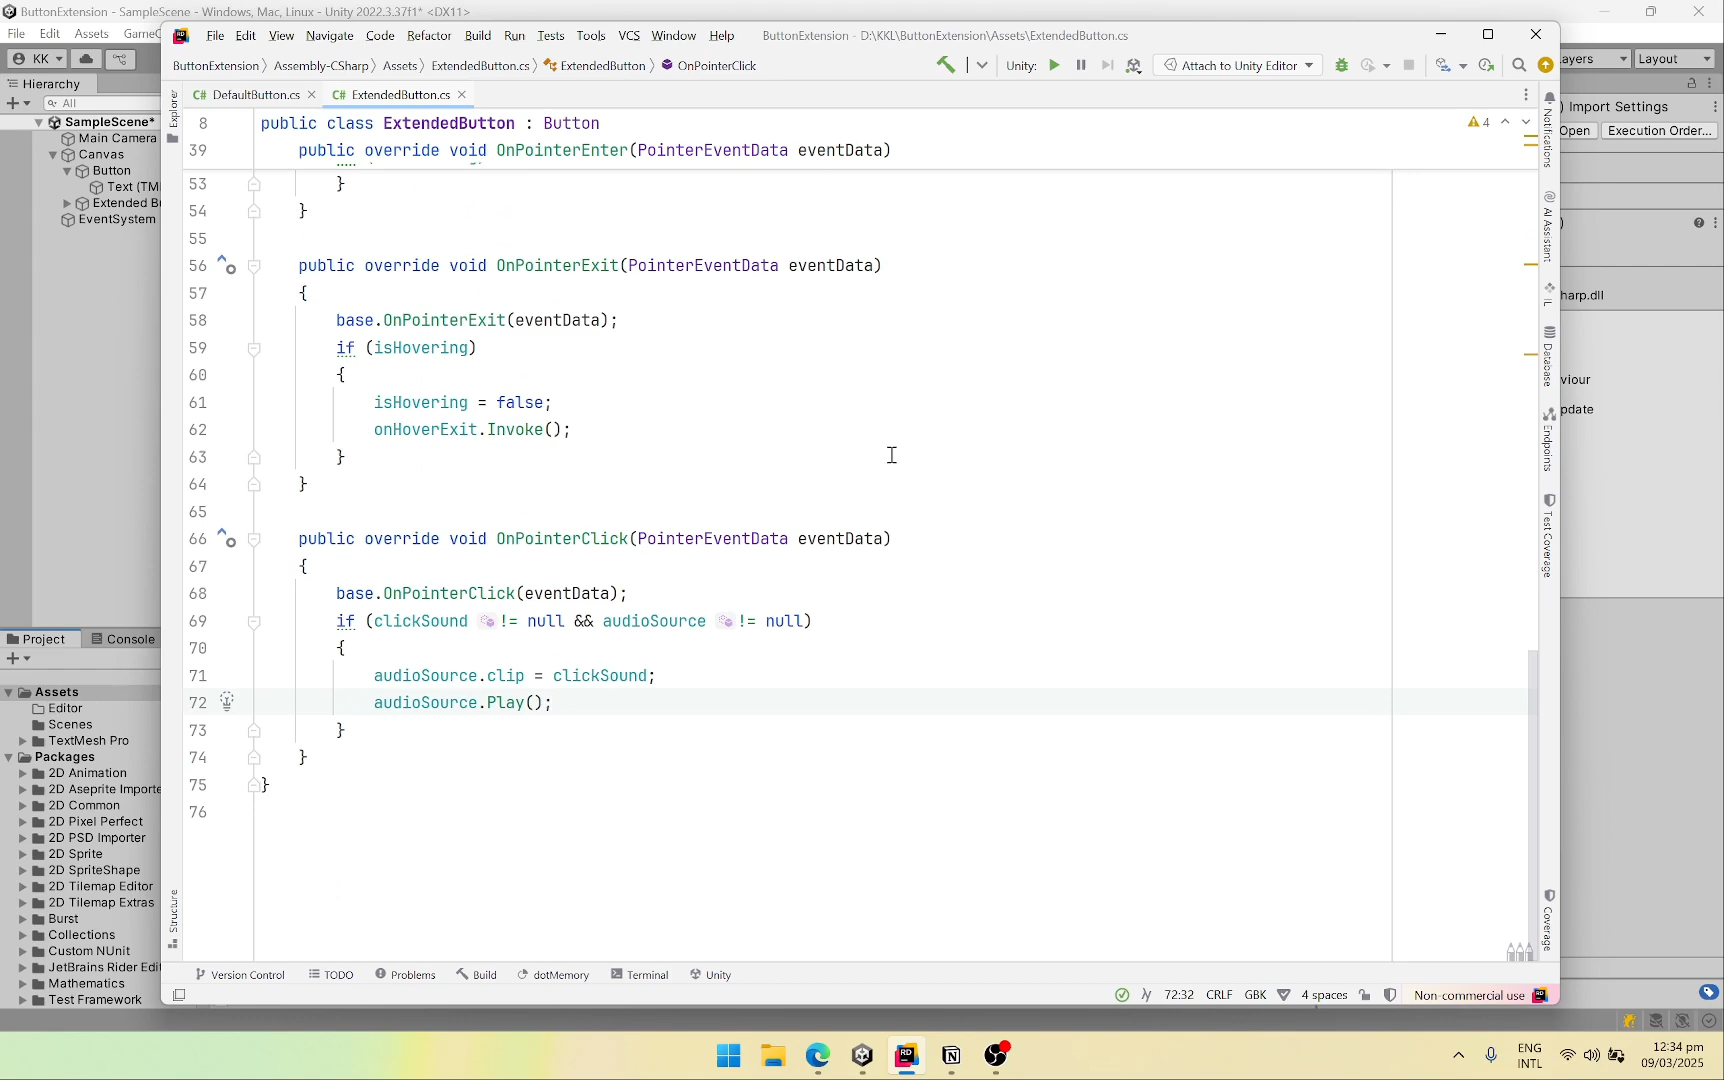 ButtonExtension - SampleScene - Windows, Mac, Linux - Unity 2022.3.37f1* <DX11>
File Edit Assets GameO
KK
Hierarchy
All
SampleScene*
Main Camera
Canvas
Button
Text (TM
Extended B
EventSystem
File Edit View Navigate Code Refactor Build Run Tests Tools VCS Window Help ButtonExtension - D:\KKL\ButtonExtension\Assets\ExtendedButton.cs
ButtonExtension Assembly-CSharp Assets ExtendedButton.cs ExtendedButton OnPointerClick
Unity: Attach to Unity Editor
C# DefaultButton.cs C# ExtendedButton.cs
8 public class ExtendedButton : Button
39 public override void OnPointerEnter(PointerEventData eventData)
4
53 }
54 }
55
56 public override void OnPointerExit(PointerEventData eventData)
57 {
58 base.OnPointerExit(eventData);
59 if (isHovering)
60 {
61 isHovering = false;
62 onHoverExit.Invoke();
63 }
64 }
65
66 public override void OnPointerClick(PointerEventData eventData)
67 {
68 base.OnPointerClick(eventData);
69 if (clickSound != null && audioSource != null)
70 {
71 audioSource.clip = clickSound;
72 audioSource.Play();
73 }
74 }
75 }
76
Explorer
Structure
Notifications
AI Assistant
IL
Database
Endpoints
Test Coverage
Coverage
ayers Layout
) Import Settings
Open Execution Order...
)
harp.dll
viour
pdate
Project Console
Assets
Editor
Scenes
TextMesh Pro
Packages
2D Animation
2D Aseprite Importe
2D Common
2D Pixel Perfect
2D PSD Importer
2D Sprite
2D SpriteShape
2D Tilemap Editor
2D Tilemap Extras
Burst
Collections
Custom NUnit
JetBrains Rider Edit
Mathematics
Test Framework
Version Control TODO Problems Build dotMemory Terminal Unity
72:32 CRLF GBK 4 spaces Non-commercial use RD
ENG
INTL
12:34 pm
09/03/2025